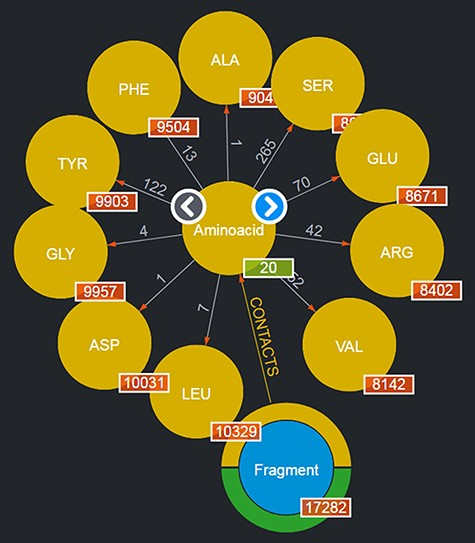 ALA
SER
PHE
904
9504
265
13
1
GLU
TYR
122
70
8671
9903
Aminoacid
42
4
GLY
ARG
20
9957
8402
1
7
CONTACTS
ASP
VAL
10031
8142
LEU
10329
Fragment
17282